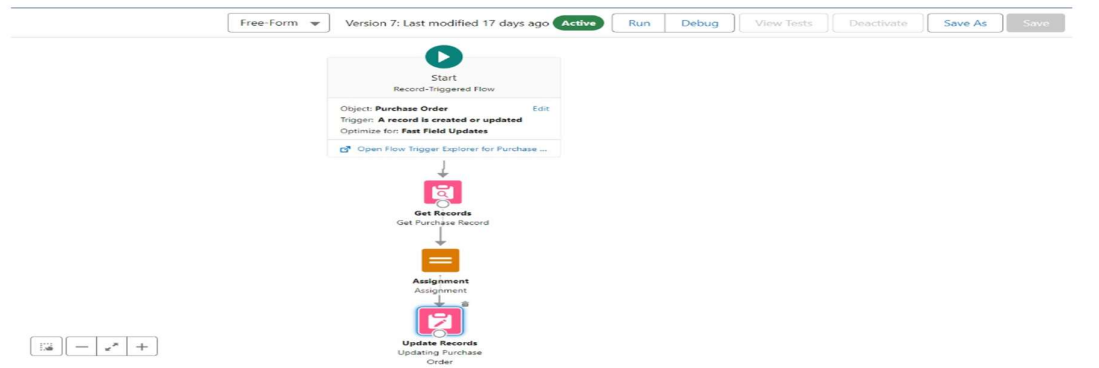 Free-Form Version 7: Last modified 17 days ago Active Run Debug View Tests Deactivate Save As Save
Start
Record-Triggered Flow
Object: Purchase Order Edit
Trigger: A record is created or updated
Optimize for: Fast Field Updates
Open Flow Trigger Explorer for Purchase ...
Get Records
Get Purchase Record
Assignment
Assignment
Update Records
Updating Purchase
Order